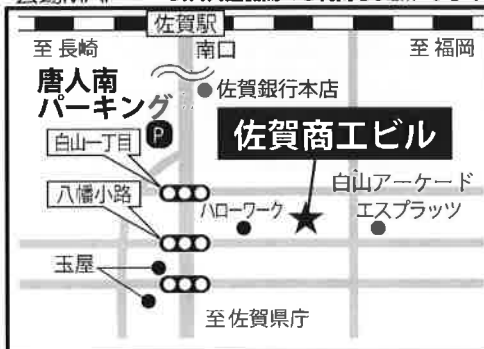 佐賀駅
至 長崎
南口
至 福岡
唐人南
パーキング
P
佐賀銀行本店
佐賀商工ビル
白山一丁目
白山アーケード
八幡小路
ハローワーク
エスプラッツ
玉屋
至 佐賀県庁